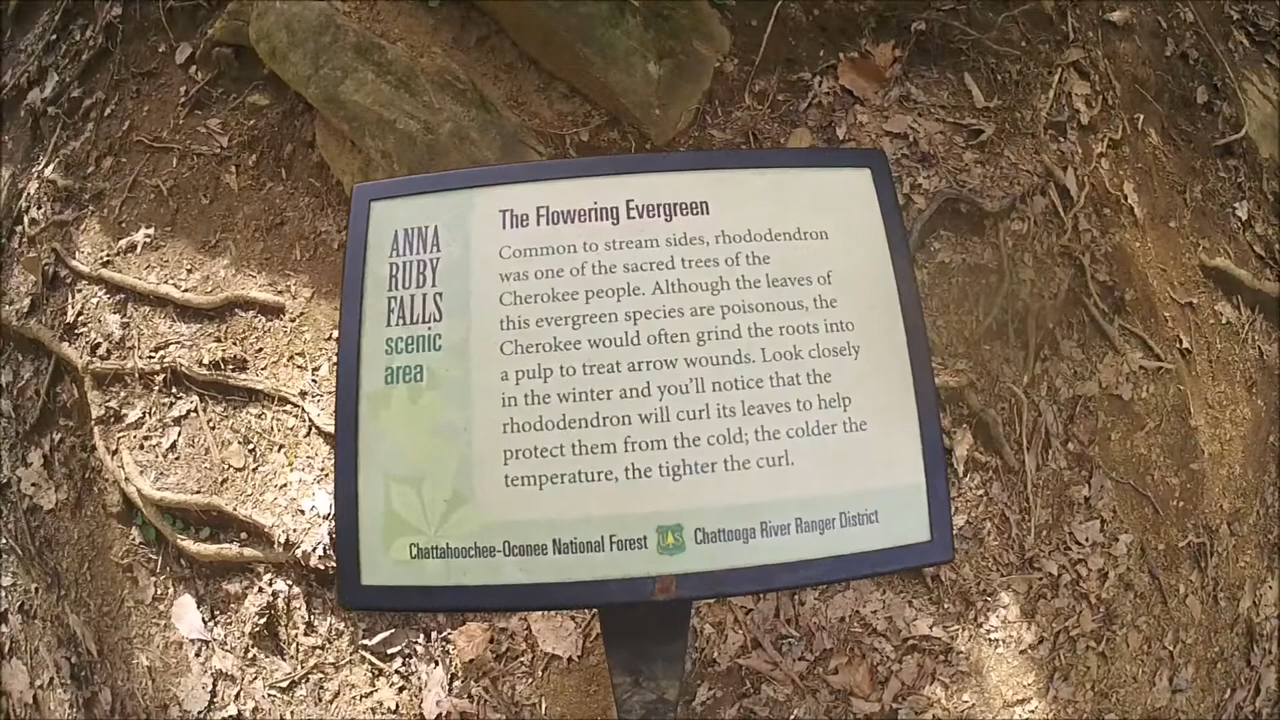 ANNA
RUBY
FALLS
scenic
area
The Flowering Evergreen
Common to stream sides, rhododendron
was one of the sacred trees of the
Cherokee people. Although the leaves of
this evergreen species are poisonous, the
Cherokee would often grind the roots into
a pulp to treat arrow wounds. Look closely
in the winter and you'll notice that the
rhododendron will curl its leaves to help
protect them from the cold; the colder the
temperature, the tighter the curl.
Chattahoochee-Oconee National Forest UAS Chattooga River Ranger District